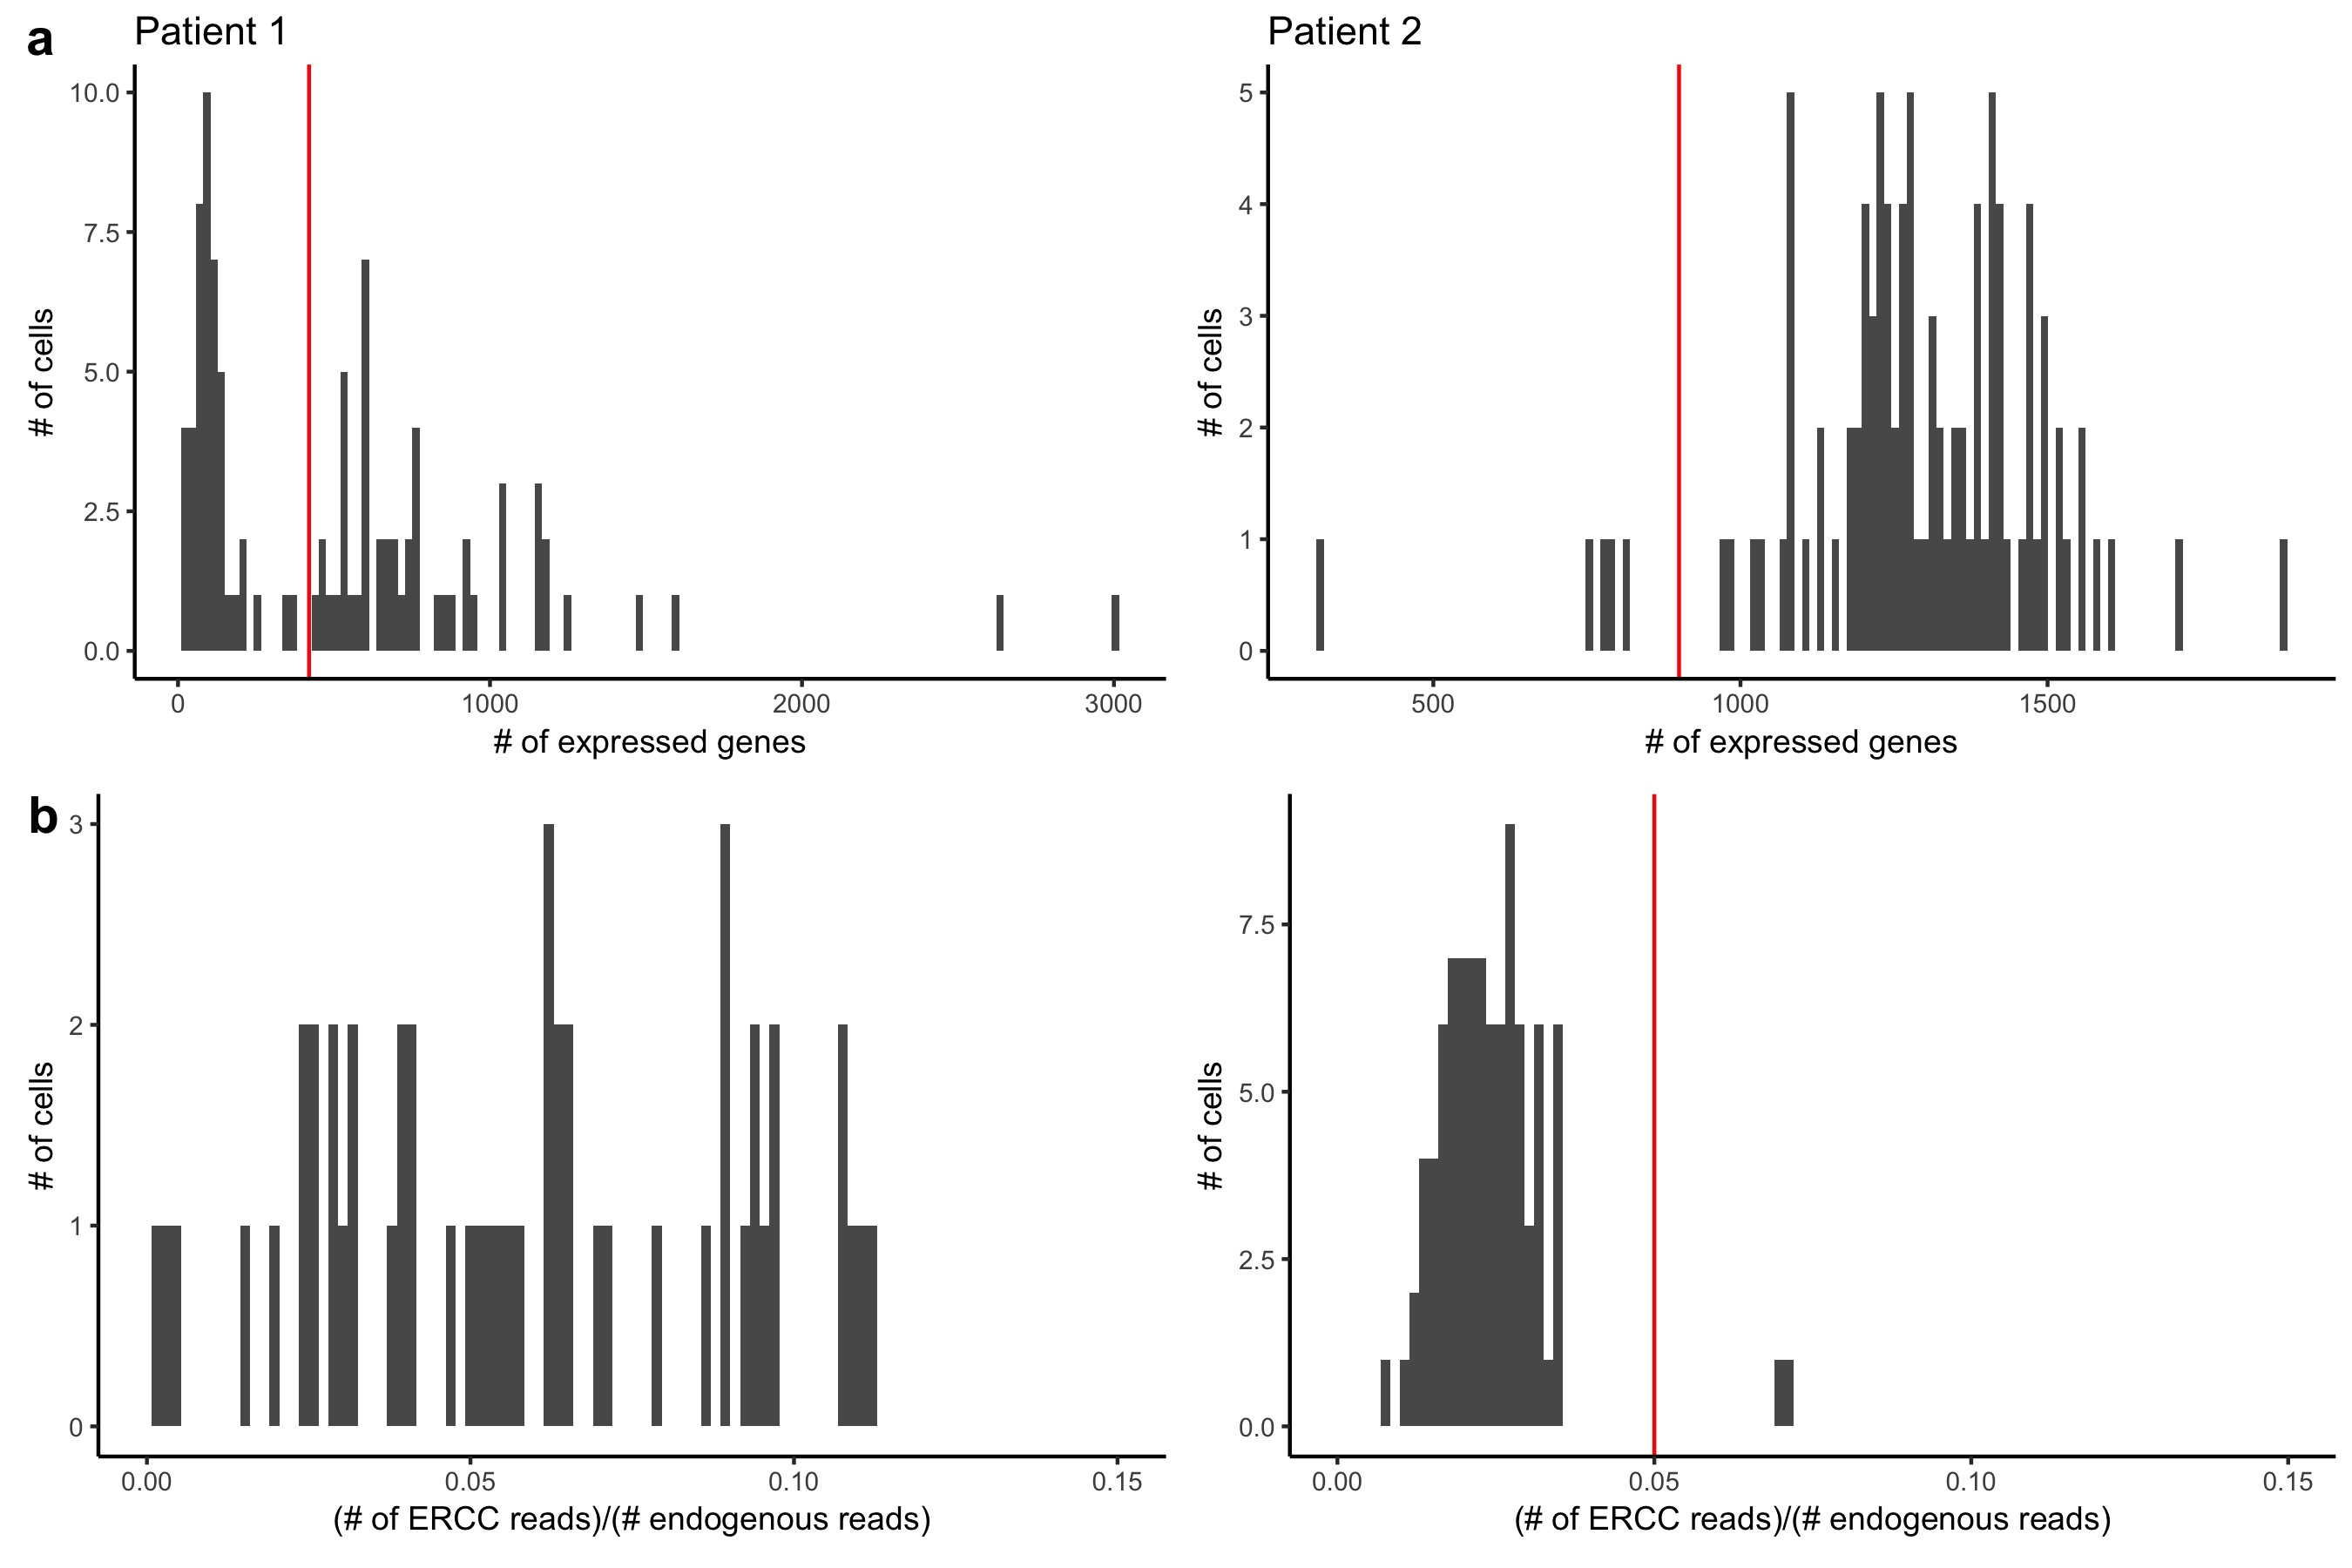 a
Patient 1
Patient 2
10.0
7.5
5.0
2.5
0.0
# of cells
0 1000 2000 3000
# of expressed genes
5
4
3
2
1
0
# of cells
500 1000 1500
# of expressed genes
b
3
2
1
0
# of cells
0.00 0.05 0.10 0.15
(# of ERCC reads)/(# endogenous reads)
7.5
5.0
2.5
0.0
# of cells
0.00 0.05 0.10 0.15
(# of ERCC reads)/(# endogenous reads)